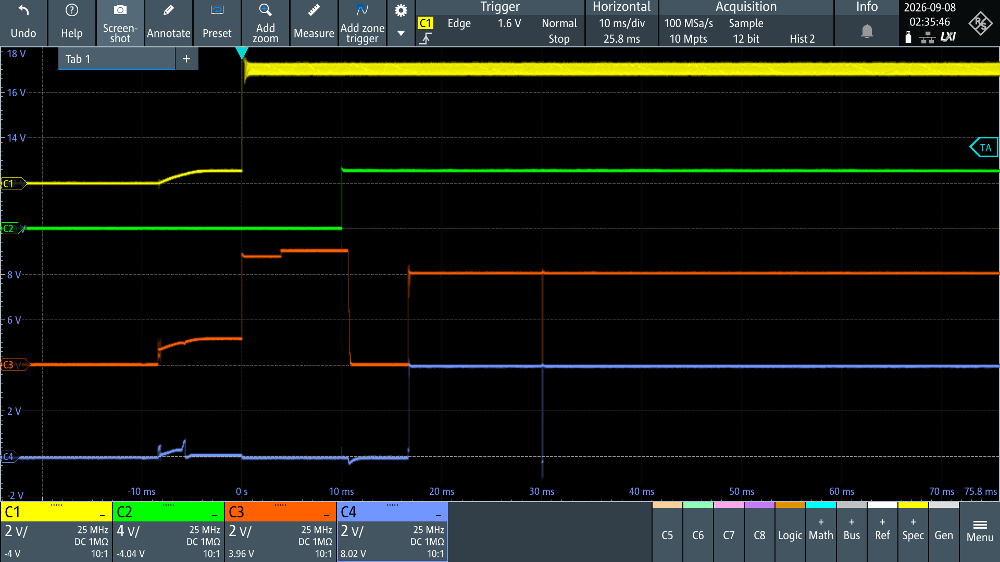 Undo
Help
Screen-
shot
Annotate
Preset
Add
zoom
Measure
Add zone
trigger
Trigger
C1 Edge 1.6 V Normal
Stop
Horizontal
10 ms/div
25.8 ms
Acquisition
100 MSa/s Sample
10 Mpts 12 bit Hist 2
Info
2026-09-08
02:35:46
LXI
R&S
Tab 1 +
18 V
16 V
14 V
TA
C1
C2
8 V
6 V
C3
2 V
C4
-2 V
-10 ms 0 s 10 ms 20 ms 30 ms 40 ms 50 ms 60 ms 70 ms 75.8 ms
C1
2 V/ 25 MHz
DC 1MΩ
-4 V 10:1
C2
4 V/ 25 MHz
DC 1MΩ
-4.04 V 10:1
C3
2 V/ 25 MHz
DC 1MΩ
3.96 V 10:1
C4
2 V/ 25 MHz
DC 1MΩ
8.02 V 10:1
C5
C6
C7
C8
Logic
+
Math
+
Bus
+
Ref
+
Spec
Gen
Menu